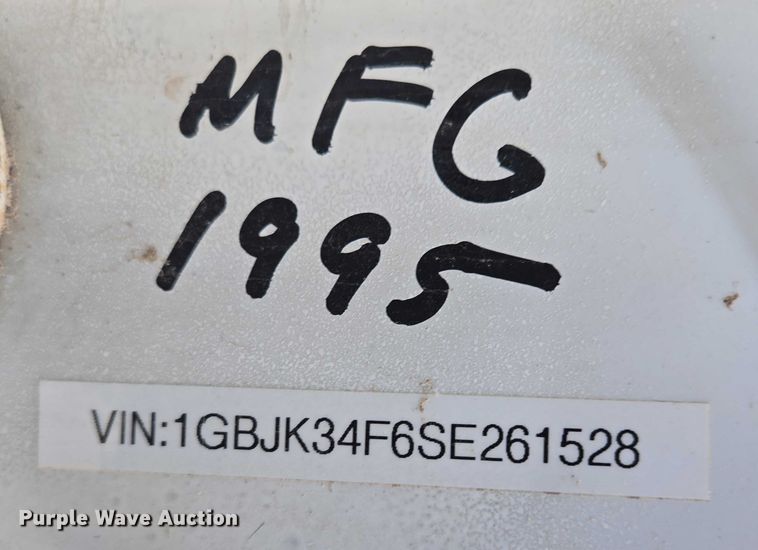 MFG
1995
VIN:1GBJK34F6SE261528
Purple Wave Auction